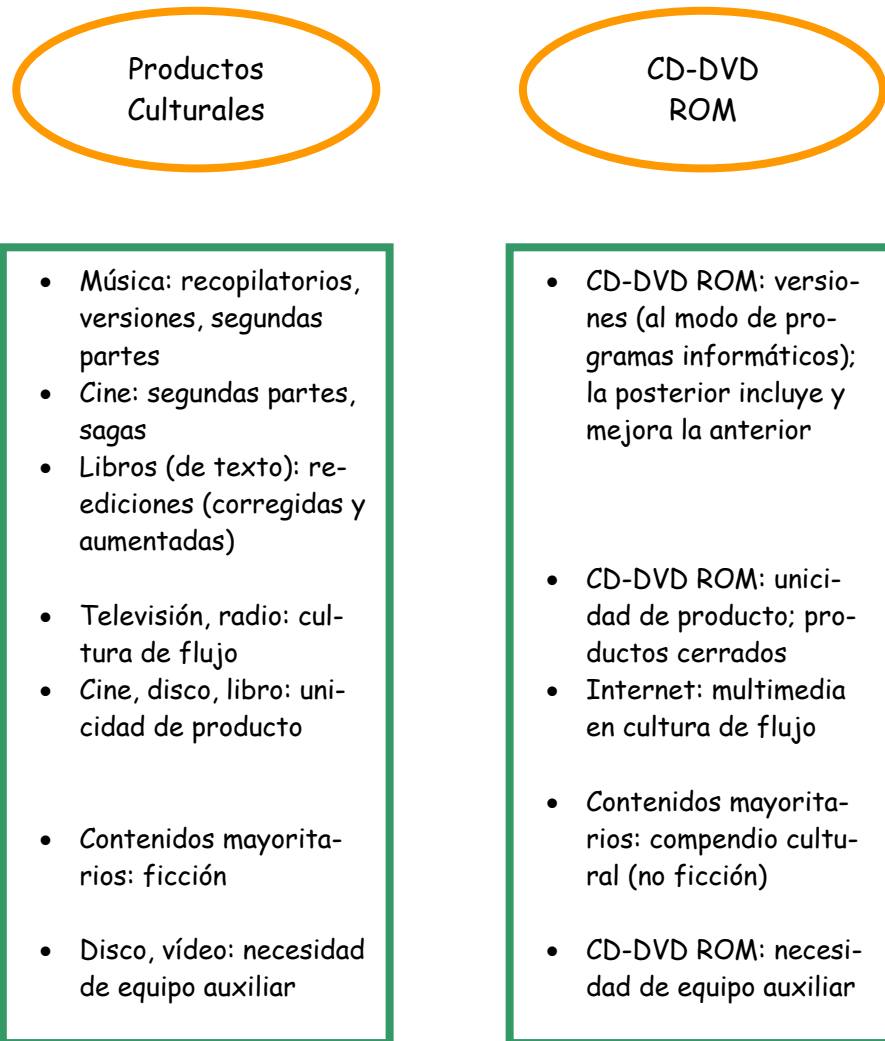 Productos
Culturales
CD-DVD
ROM
• Música: recopilatorios,
versiones, segundas
partes
• Cine: segundas partes,
sagas
• Libros (de texto): re-
ediciones (corregidas y
aumentadas)
• Televisión, radio: cul-
tura de flujo
• Cine, disco, libro: uni-
cidad de producto
• Contenidos mayorita-
rios: ficción
• Disco, vídeo: necesidad
de equipo auxiliar
• CD-DVD ROM: versio-
nes (al modo de pro-
gramas informáticos);
la posterior incluye y
mejora la anterior
• CD-DVD ROM: unici-
dad de producto; pro-
ductos cerrados
• Internet: multimedia
en cultura de flujo
• Contenidos mayorita-
rios: compendio cultu-
ral (no ficción)
• CD-DVD ROM: necesi-
dad de equipo auxiliar